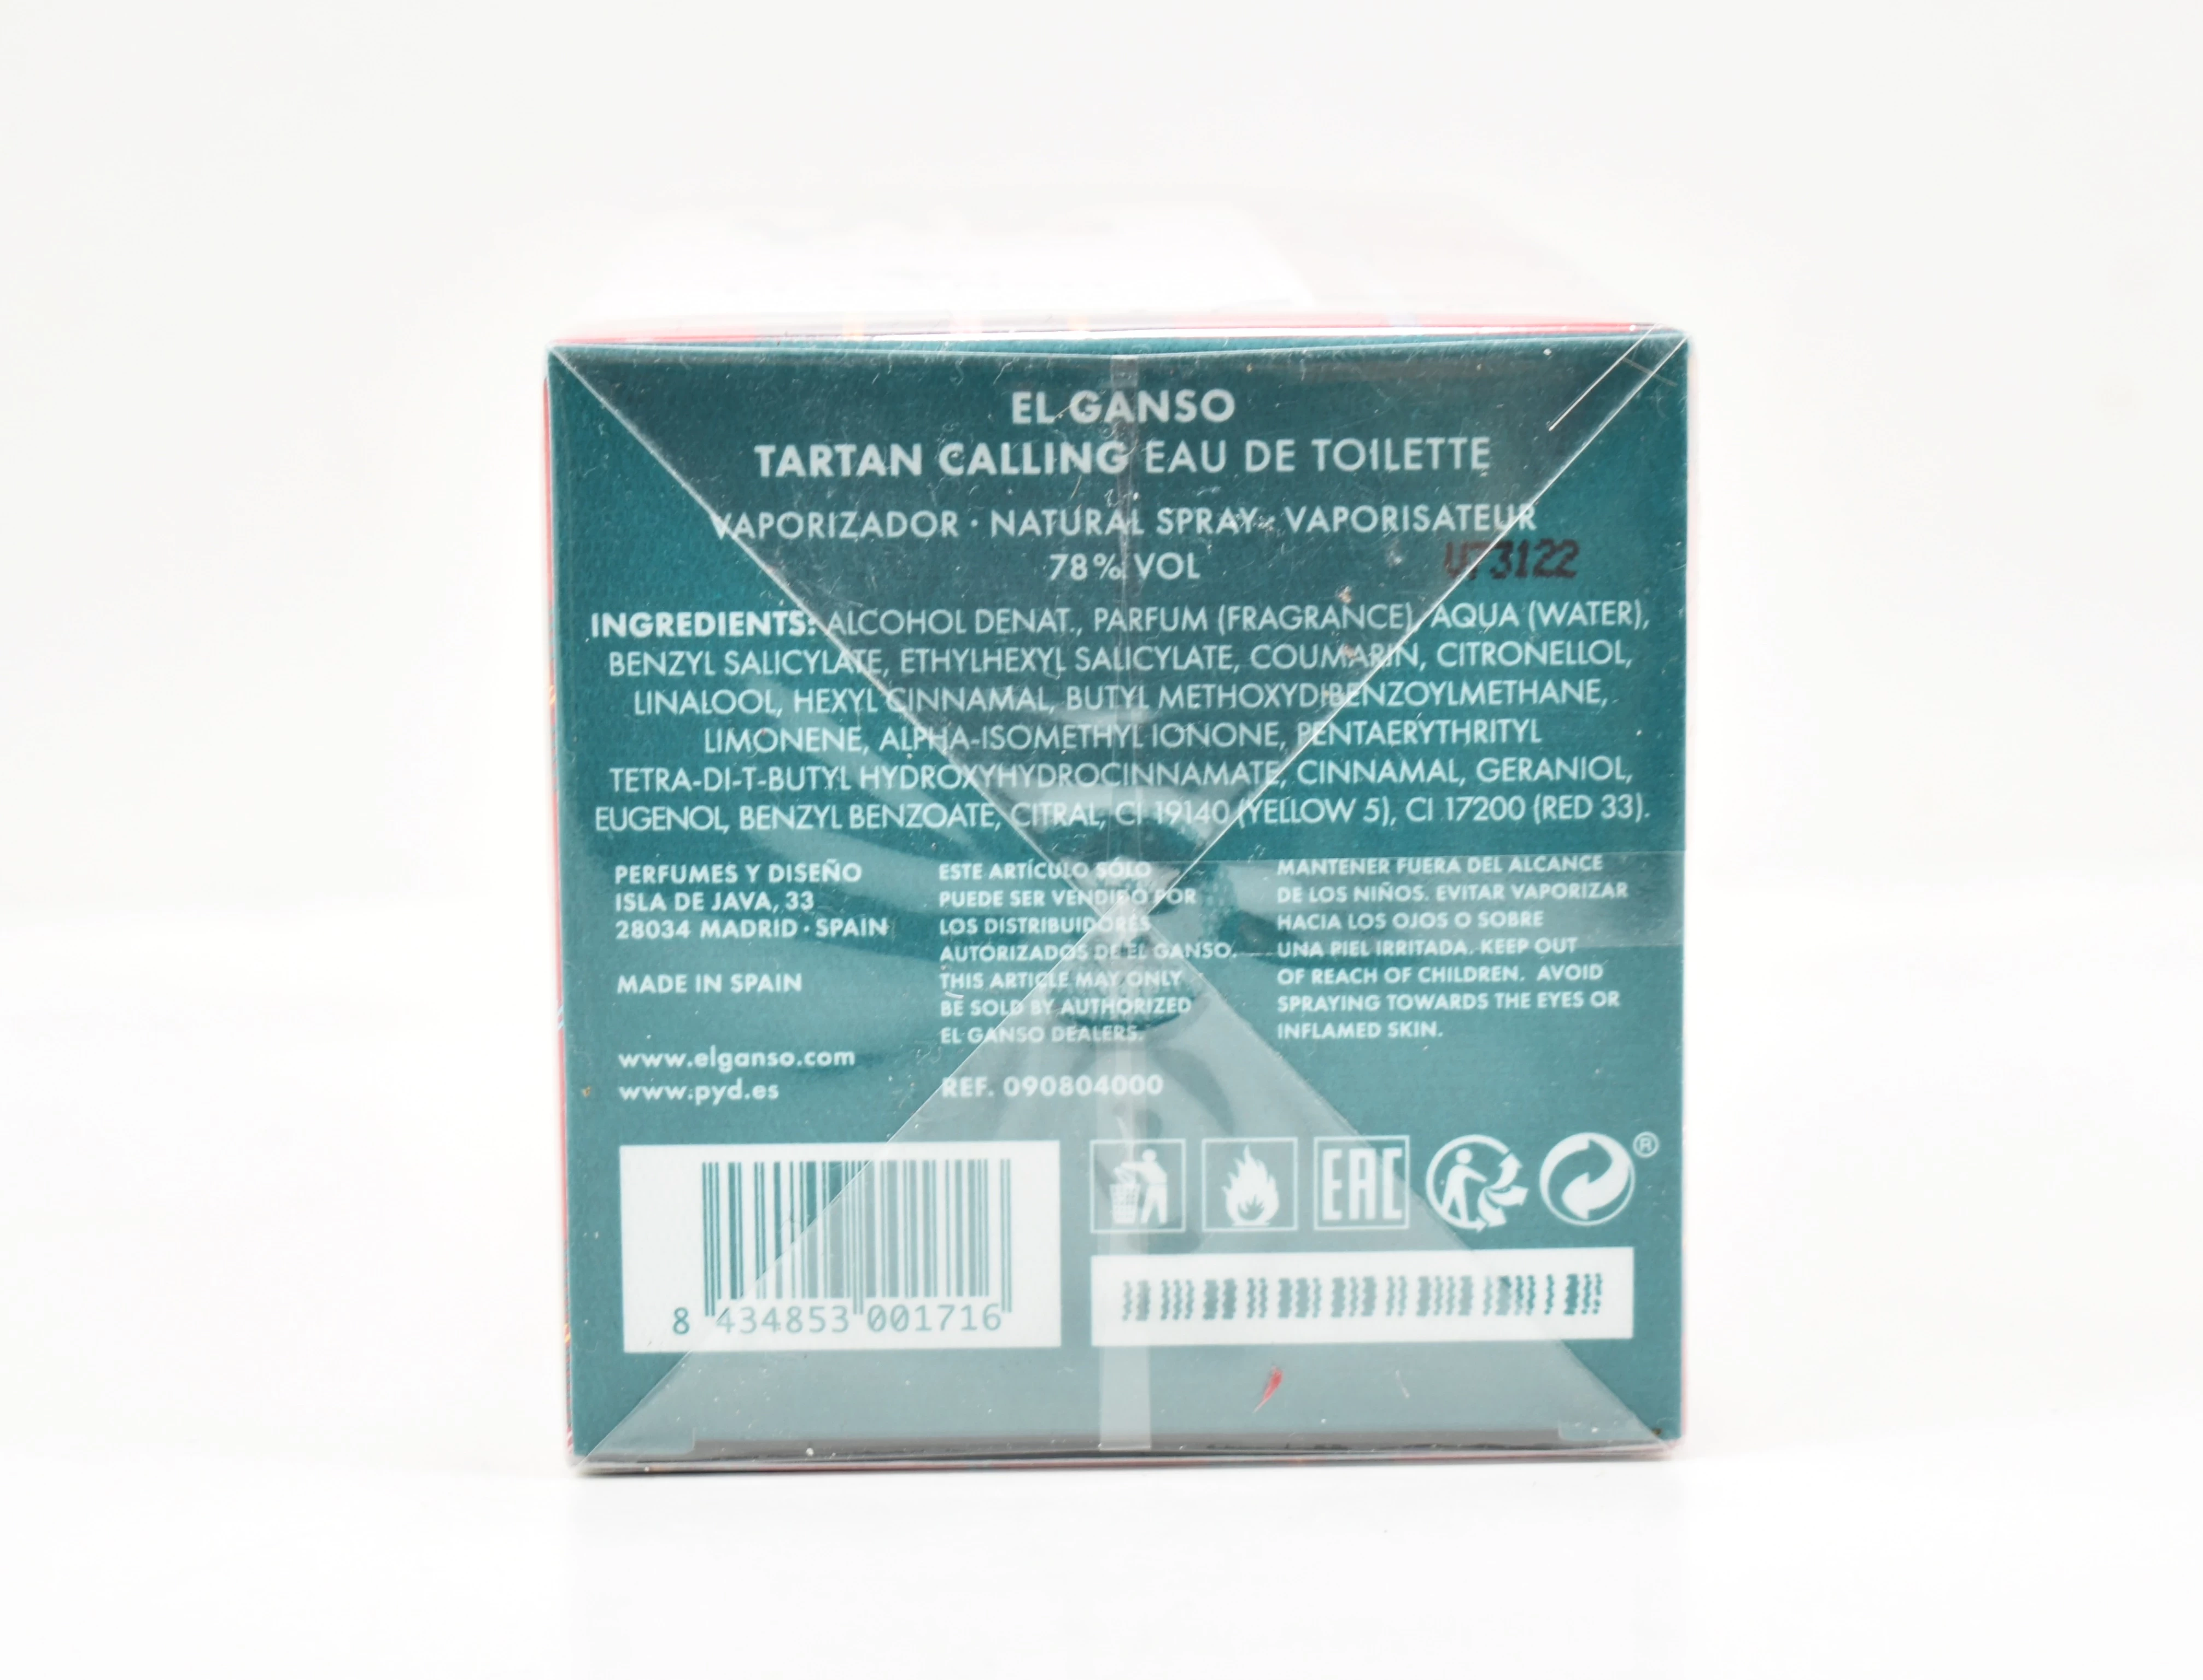 EL GANSO
TARTAN CALLING EAU DE TOILETTE
VAPORIZADOR · NATURAL SPRAY · VAPORISATEUR
78% VOL
INGREDIENTS: ALCOHOL DENAT., PARFUM (FRAGRANCE), AQUA (WATER),
BENZYL SALICYLATE, ETHYLHEXYL SALICYLATE, COUMARIN, CITRONELLOL,
LINALOOL, HEXYL CINNAMAL, BUTYL METHOXYDIBENZOYLMETHANE,
LIMONENE, ALPHA-ISOMETHYL IONONE, PENTAERYTHRITYL
TETRA-DI-T-BUTYL HYDROXYHYDROCINNAMATE, CINNAMAL, GERANIOL,
EUGENOL, BENZYL BENZOATE, CITRAL, CI 19140 (YELLOW 5), CI 17200 (RED 33).
PERFUMES Y DISEÑO
ISLA DE JAVA, 33
28034 MADRID · SPAIN
MADE IN SPAIN
www.elganso.com
www.pyd.es
ESTE ARTÍCULO SÓLO
PUEDE SER VENDIDO POR
LOS DISTRIBUIDORES
AUTORIZADOS DE EL GANSO.
THIS ARTICLE MAY ONLY
BE SOLD BY AUTHORIZED
EL GANSO DEALERS.
REF. 090804000
MANTENER FUERA DEL ALCANCE
DE LOS NIÑOS. EVITAR VAPORIZAR
HACIA LOS OJOS O SOBRE
UNA PIEL IRRITADA. KEEP OUT
OF REACH OF CHILDREN. AVOID
SPRAYING TOWARDS THE EYES OR
INFLAMED SKIN.
8 434853 001716
EAC
®